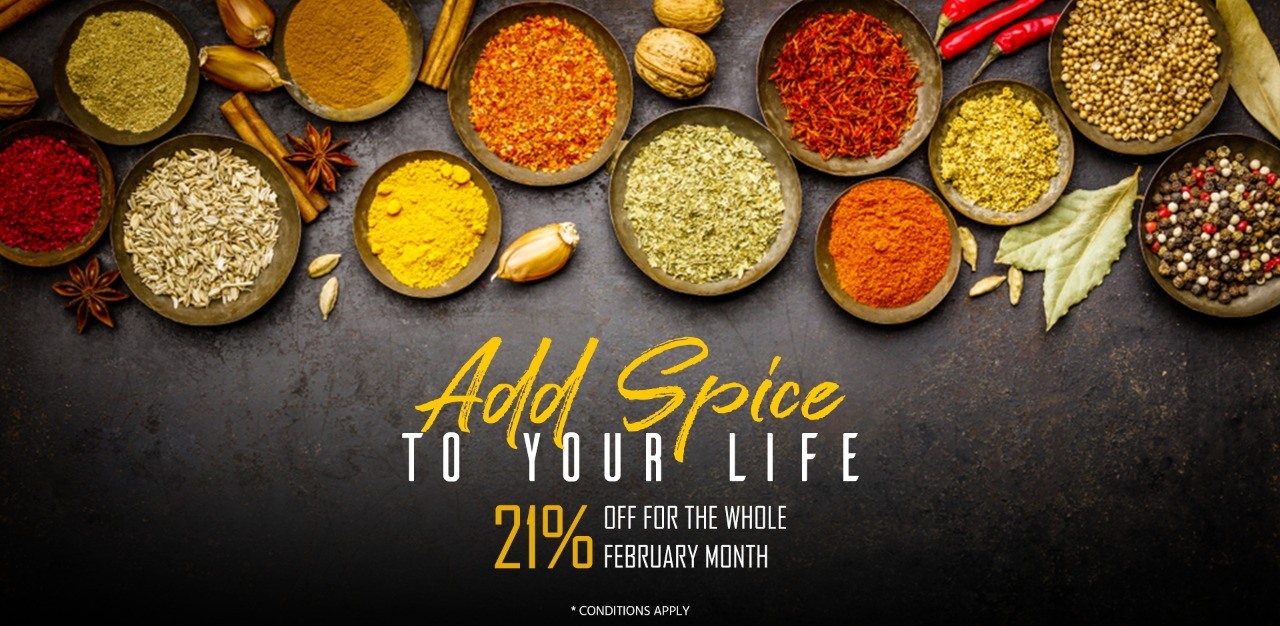 Add Spice
TO YOUR LIFE
21% OFF FOR THE WHOLE
FEBRUARY MONTH
* CONDITIONS APPLY